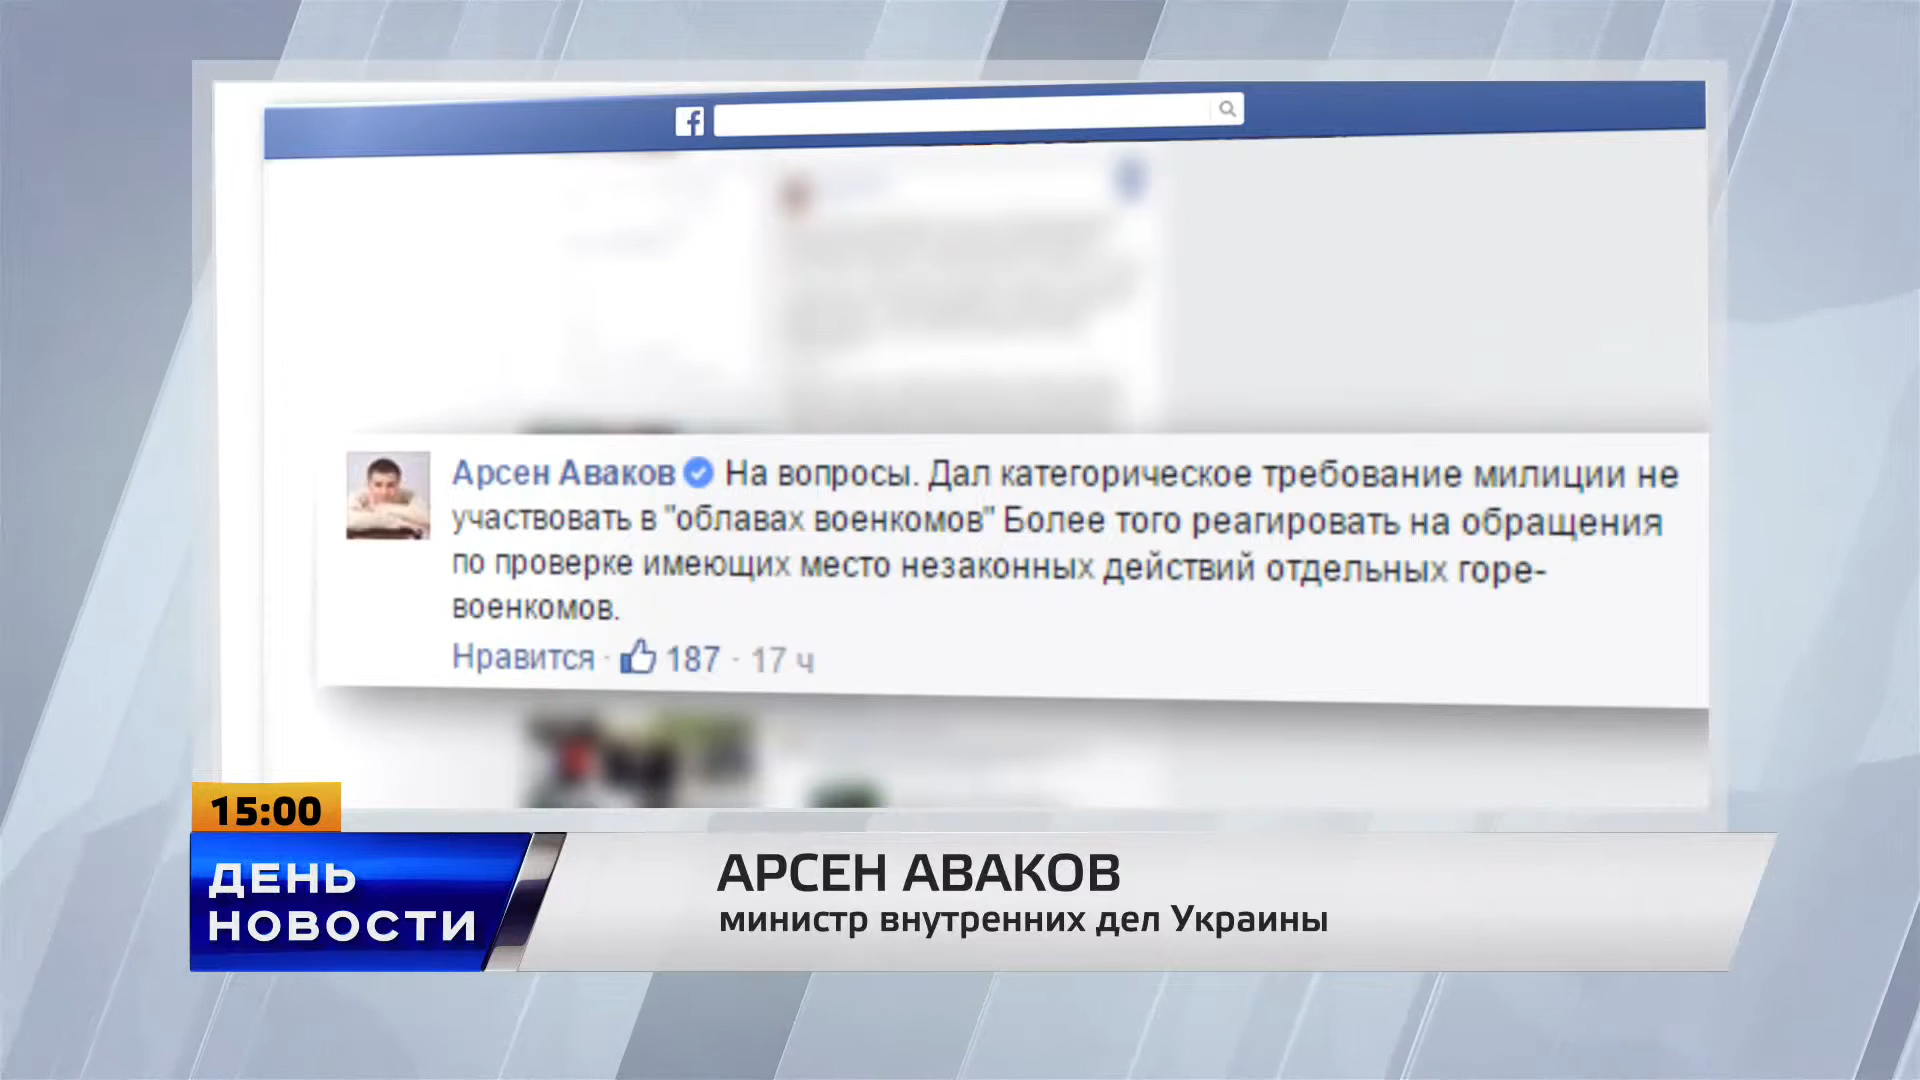 f
Арсен Аваков На вопросы. Дал категорическое требование милиции не
участвовать в "облавах военкомов" Более того реагировать на обращения
по проверке имеющих место незаконных действий отдельных горе-
военкомов.
Нравится · 187 · 17 ч
15:00
ДЕНЬ
НОВОСТИ
АРСЕН АВАКОВ
министр внутренних дел Украины